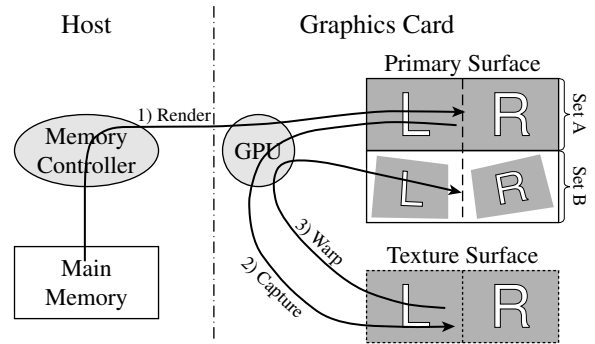 Host
Graphics Card
Primary Surface
1) Render
L
R
Set A
Memory
Controller
GPU
L
R
Set B
3) Warp
2) Capture
Main
Memory
Texture Surface
L
R